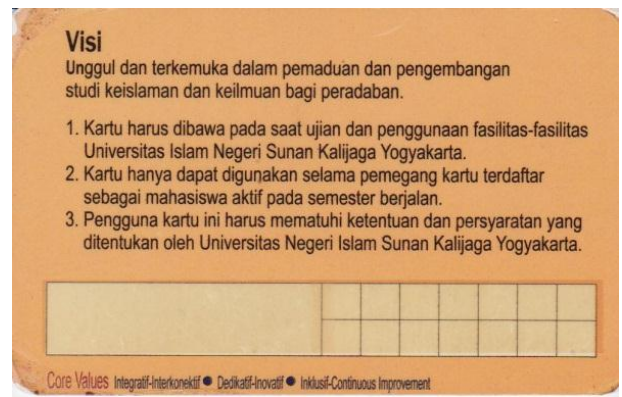 Visi
Unggul dan terkemuka dalam pemaduan dan pengembangan
studi keislaman dan keilmuan bagi peradaban.
1. Kartu harus dibawa pada saat ujian dan penggunaan fasilitas-fasilitas
Universitas Islam Negeri Sunan Kalijaga Yogyakarta.
2. Kartu hanya dapat digunakan selama pemegang kartu terdaftar
sebagai mahasiswa aktif pada semester berjalan.
3. Pengguna kartu ini harus mematuhi ketentuan dan persyaratan yang
ditentukan oleh Universitas Negeri Islam Sunan Kalijaga Yogyakarta.
Core Values Integratif-Interkonektif ● Dedikatif-Inovatif ● Inklusif-Continuous Improvement